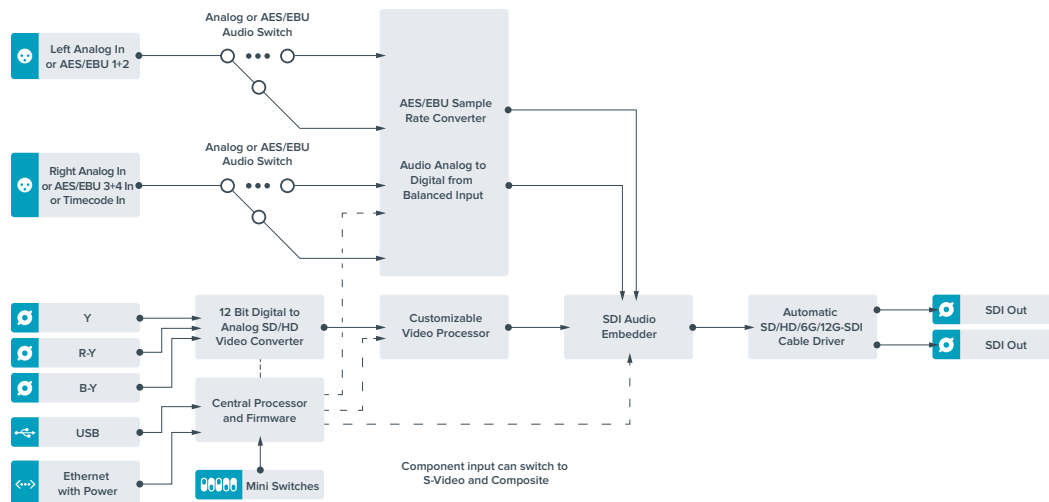 Analog or AES/EBU
Audio Switch
Left Analog In
or AES/EBU 1+2
AES/EBU Sample
Rate Converter
Analog or AES/EBU
Audio Switch
Right Analog In
or AES/EBU 3+4 In
or Timecode In
Audio Analog to
Digital from
Balanced Input
Y
R-Y
B-Y
12 Bit Digital to
Analog SD/HD
Video Converter
Customizable
Video Processor
SDI Audio
Embedder
Automatic
SD/HD/6G/12G-SDI
Cable Driver
SDI Out
SDI Out
Central Processor
and Firmware
USB
Ethernet
with Power
Mini Switches
Component input can switch to
S-Video and Composite